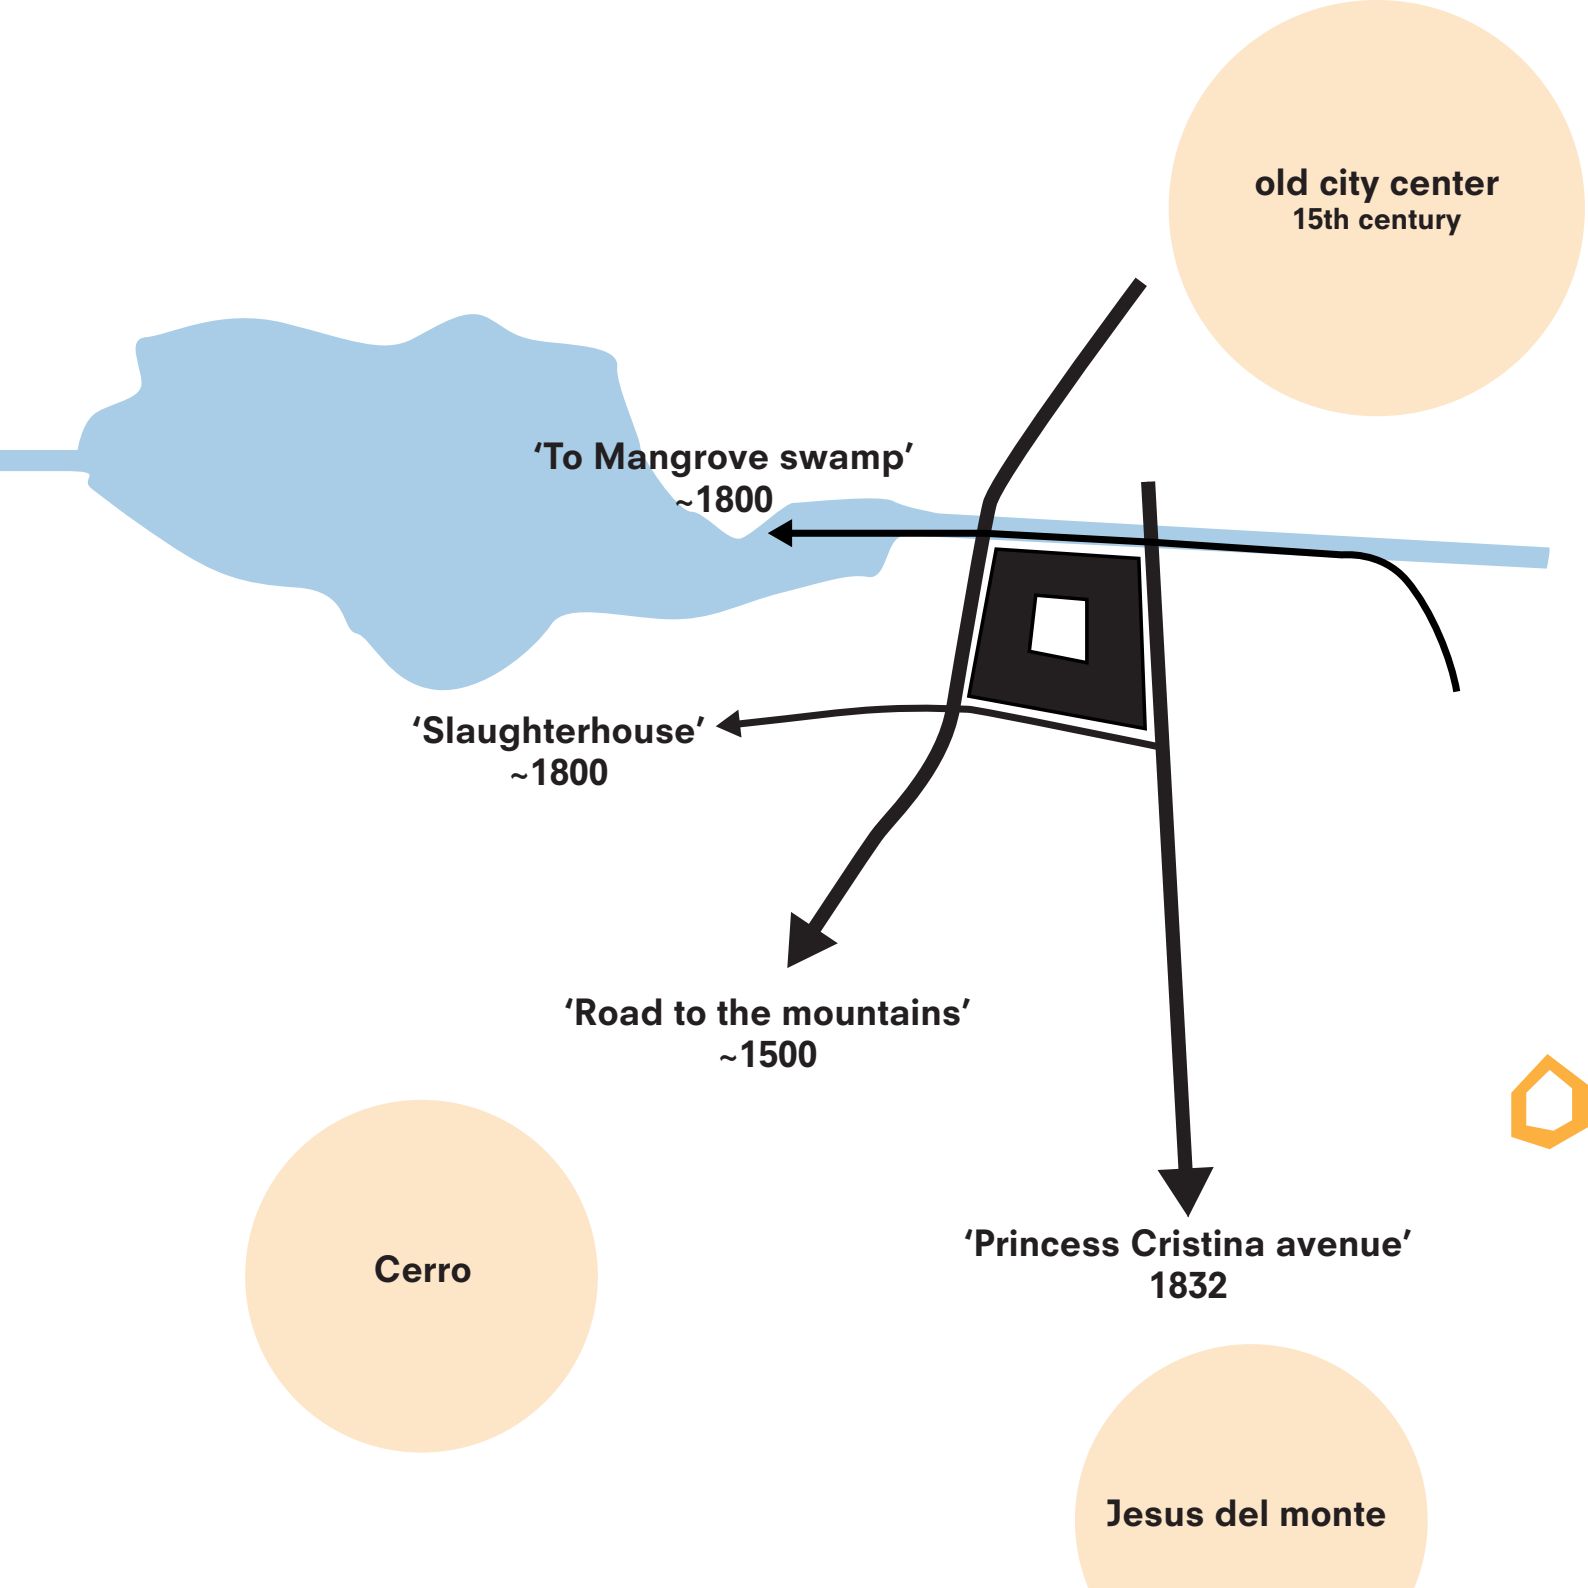 old city center
15th century
‘To Mangrove swamp’
~1800
‘Slaughterhouse’
~1800
‘Road to the mountains’
~1500
‘Princess Cristina avenue’
1832
Cerro
Jesus del monte